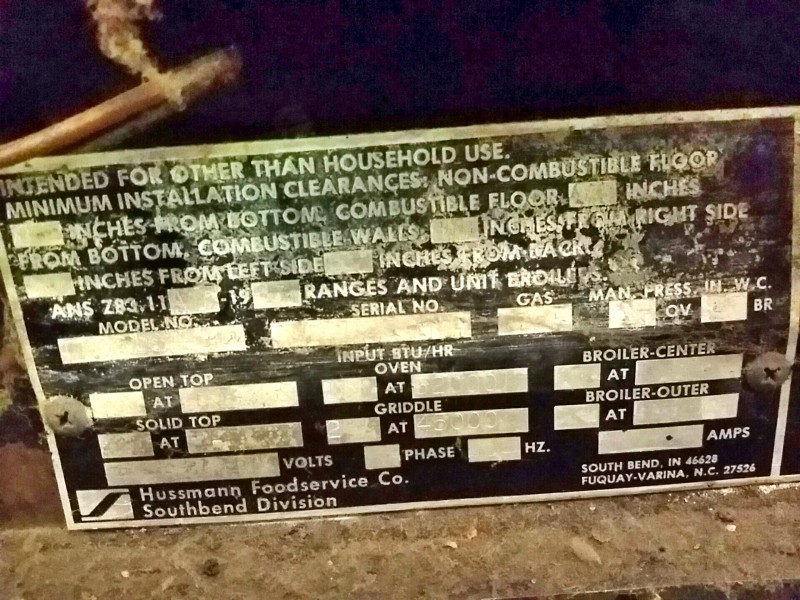 INTENDED FOR OTHER THAN HOUSEHOLD USE.
MINIMUM INSTALLATION CLEARANCES, NON-COMBUSTIBLE FLOOR
INCHES FROM BOTTOM, COMBUSTIBLE FLOOR INCHES
FROM BOTTOM, COMBUSTIBLE WALLS, INCHES FROM RIGHT SIDE
INCHES FROM LEFT SIDE INCHES FROM BACK.
ANS Z83.11 -19 RANGES AND UNIT BROILERS
MODEL NO. SERIAL NO. GAS MAN. PRESS. IN. W.C.
OV BR
INPUT BTU/HR
OPEN TOP OVEN BROILER-CENTER
AT AT AT
SOLID TOP GRIDDLE BROILER-OUTER
AT 2 AT AT
VOLTS PHASE HZ. AMPS
Hussmann Foodservice Co. SOUTH BEND, IN 46628
Southbend Division FUQUAY-VARINA, N.C. 27526